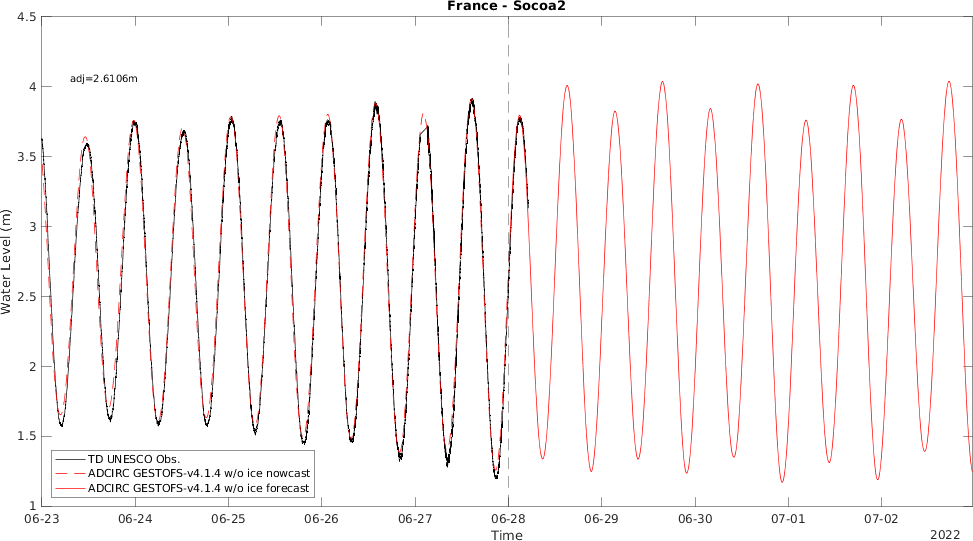 France - Socoa2
adj=2.6106m
Water Level (m)
4.5
4
3.5
3
2.5
2
1.5
1
TD UNESCO Obs.
ADCIRC GESTOFS-v4.1.4 w/o ice nowcast
ADCIRC GESTOFS-v4.1.4 w/o ice forecast
06-23 06-24 06-25 06-26 06-27 06-28 06-29 06-30 07-01 07-02
Time
2022